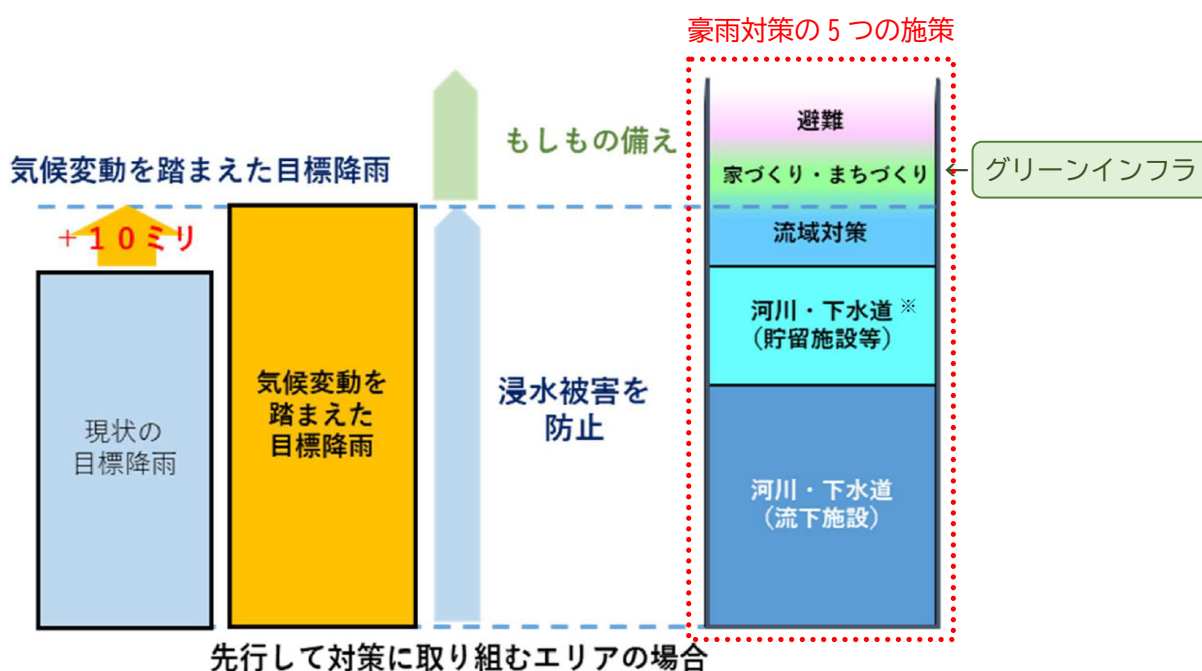 豪雨対策の5つの施策
もしもの備え
気候変動を踏まえた目標降雨
+10ミリ
現状の
目標降雨
気候変動を
踏まえた
目標降雨
浸水被害を
防止
避難
家づくり・まちづくり
← グリーンインフラ
流域対策
河川・下水道※
（貯留施設等）
河川・下水道
（流下施設）
先行して対策に取り組むエリアの場合